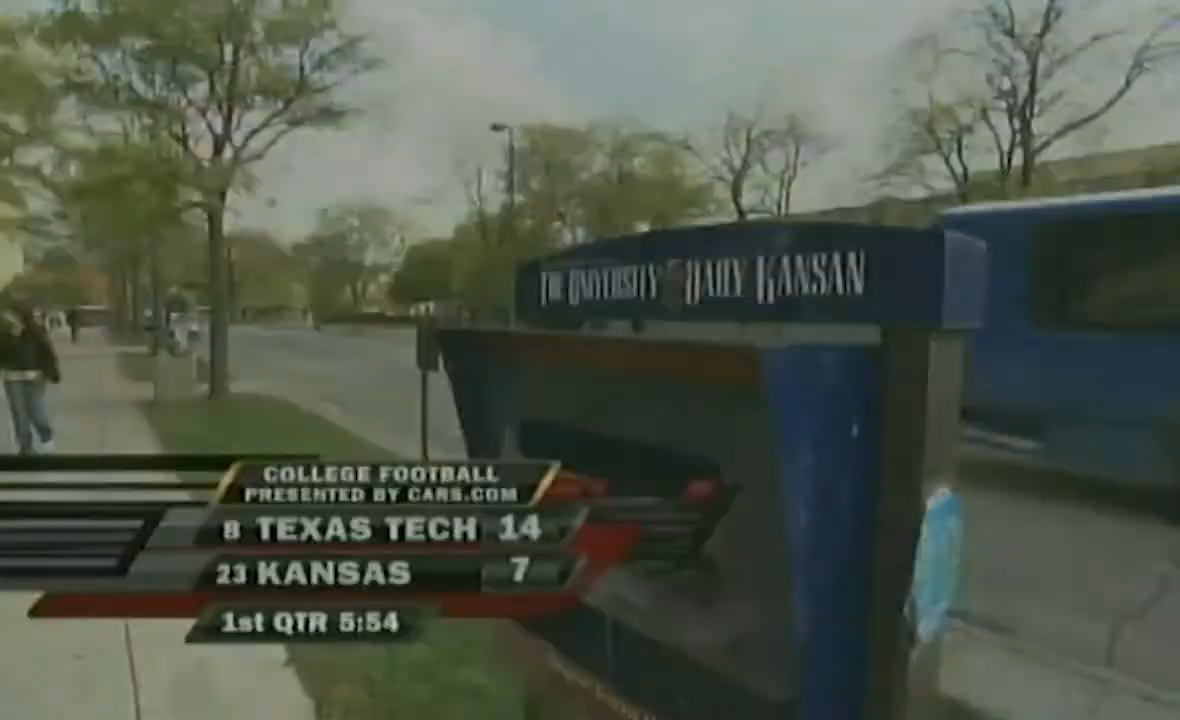 THE UNIVERSITY DAILY KANSAN
COLLEGE FOOTBALL
PRESENTED BY CARS.COM
8 TEXAS TECH 14
23 KANSAS 7
1st QTR 5:54